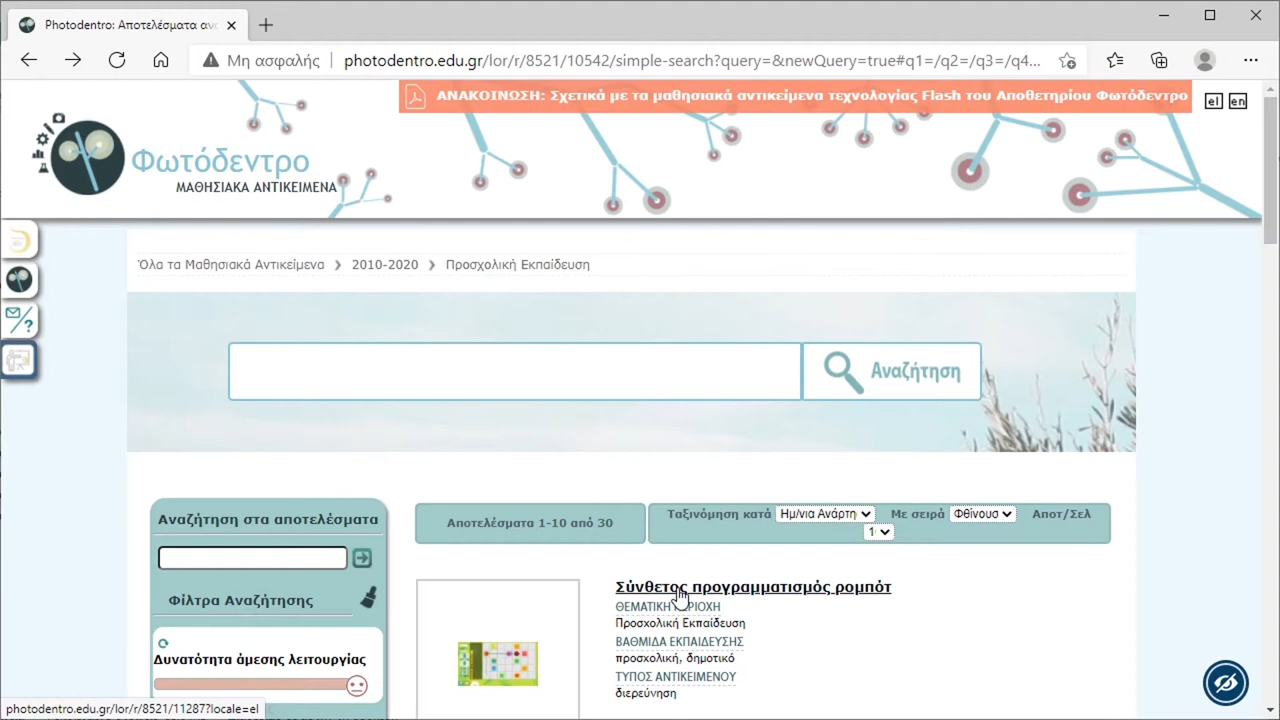 Photodentro: Αποτελέσματα ανα
Μη ασφαλής
photodentro.edu.gr/lor/r/8521/10542/simple-search?query=&newQuery=true#q1=/q2=/q3=/q4...
ΑΝΑΚΟΙΝΩΣΗ: Σχετικά με τα μαθησιακά αντικείμενα τεχνολογίας Flash του Αποθετηρίου Φωτόδεντρο
el en
Φωτόδεντρο
ΜΑΘΗΣΙΑΚΑ ΑΝΤΙΚΕΙΜΕΝΑ
Όλα τα Μαθησιακά Αντικείμενα ❯ 2010-2020 ❯ Προσχολική Εκπαίδευση
Αναζήτηση
Αναζήτηση στα αποτελέσματα
Φίλτρα Αναζήτησης
Δυνατότητα άμεσης λειτουργίας
Αποτελέσματα 1-10 από 30
Ταξινόμηση κατά Ημ/νια Ανάρτη Με σειρά Φθίνουσ Αποτ/Σελ
1
Σύνθετος προγραμματισμός ρομπότ
ΘΕΜΑΤΙΚΗ ΠΕΡΙΟΧΗ
Προσχολική Εκπαίδευση
ΒΑΘΜΙΔΑ ΕΚΠΑΙΔΕΥΣΗΣ
προσχολική, δημοτικό
ΤΥΠΟΣ ΑΝΤΙΚΕΙΜΕΝΟΥ
διερεύνηση
photodentro.edu.gr/lor/r/8521/11287?locale=el